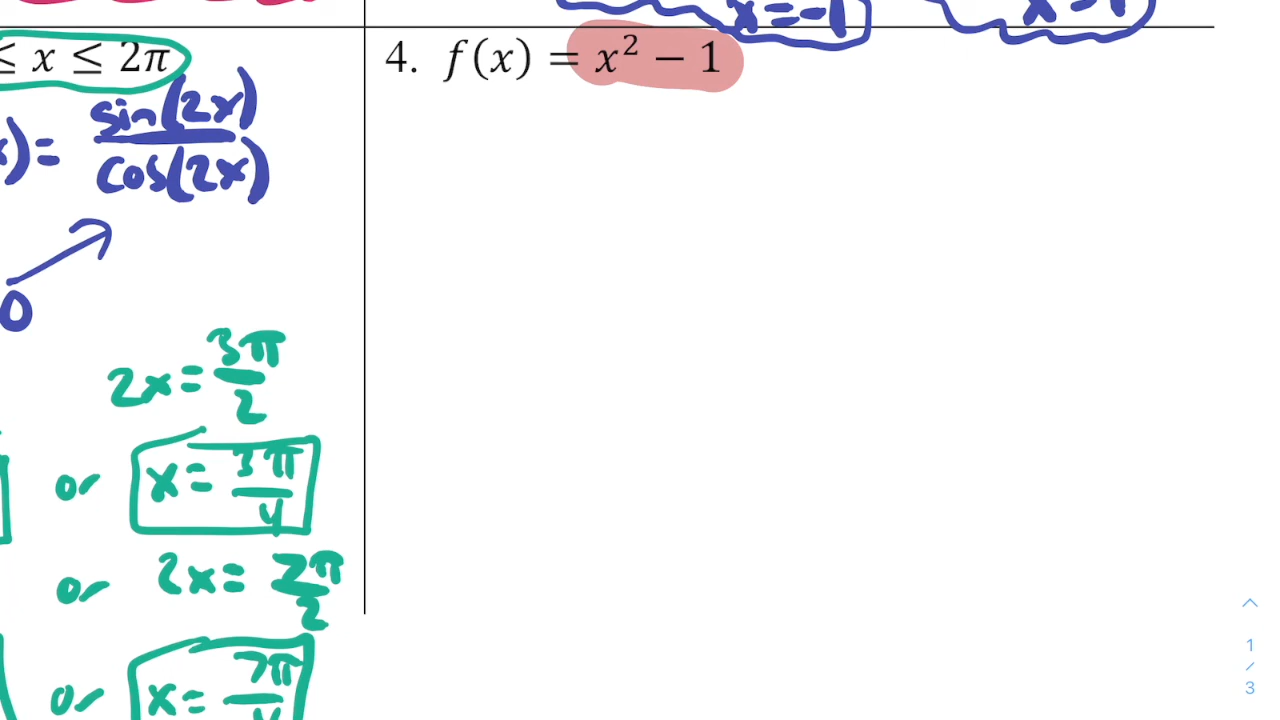 x = -1
≤ x ≤ 2π
) = sin(2x) / cos(2x)
0
2x = 3π/2
or x = 3π/4
or 2x = 7π/2
or x = 7π/4
4. f(x) = x² − 1
1
/
3